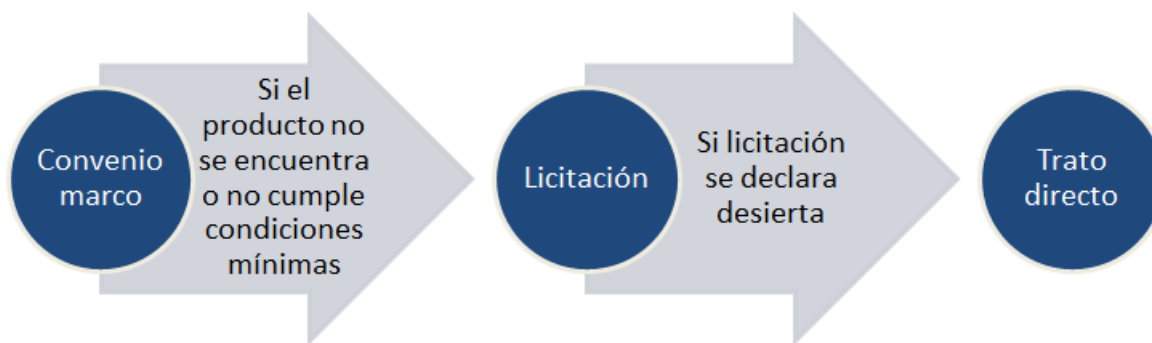 Convenio
marco
Si el
producto no
se encuentra
o no cumple
condiciones
mínimas
Licitación
Si licitación
se declara
desierta
Trato
directo